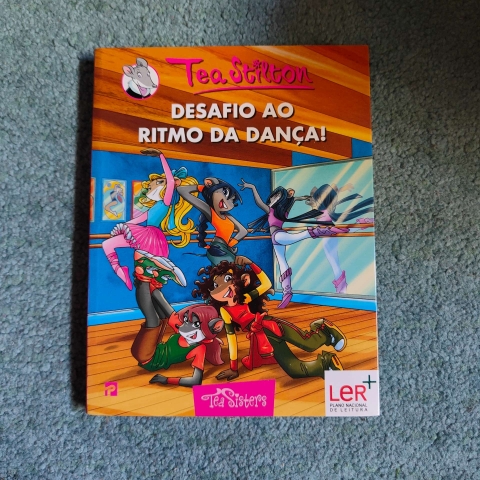 Tea Stilton
DESAFIO AO
RITMO DA DANÇA!
Tea Sisters
LeR+
PLANO NACIONAL
DE LEITURA